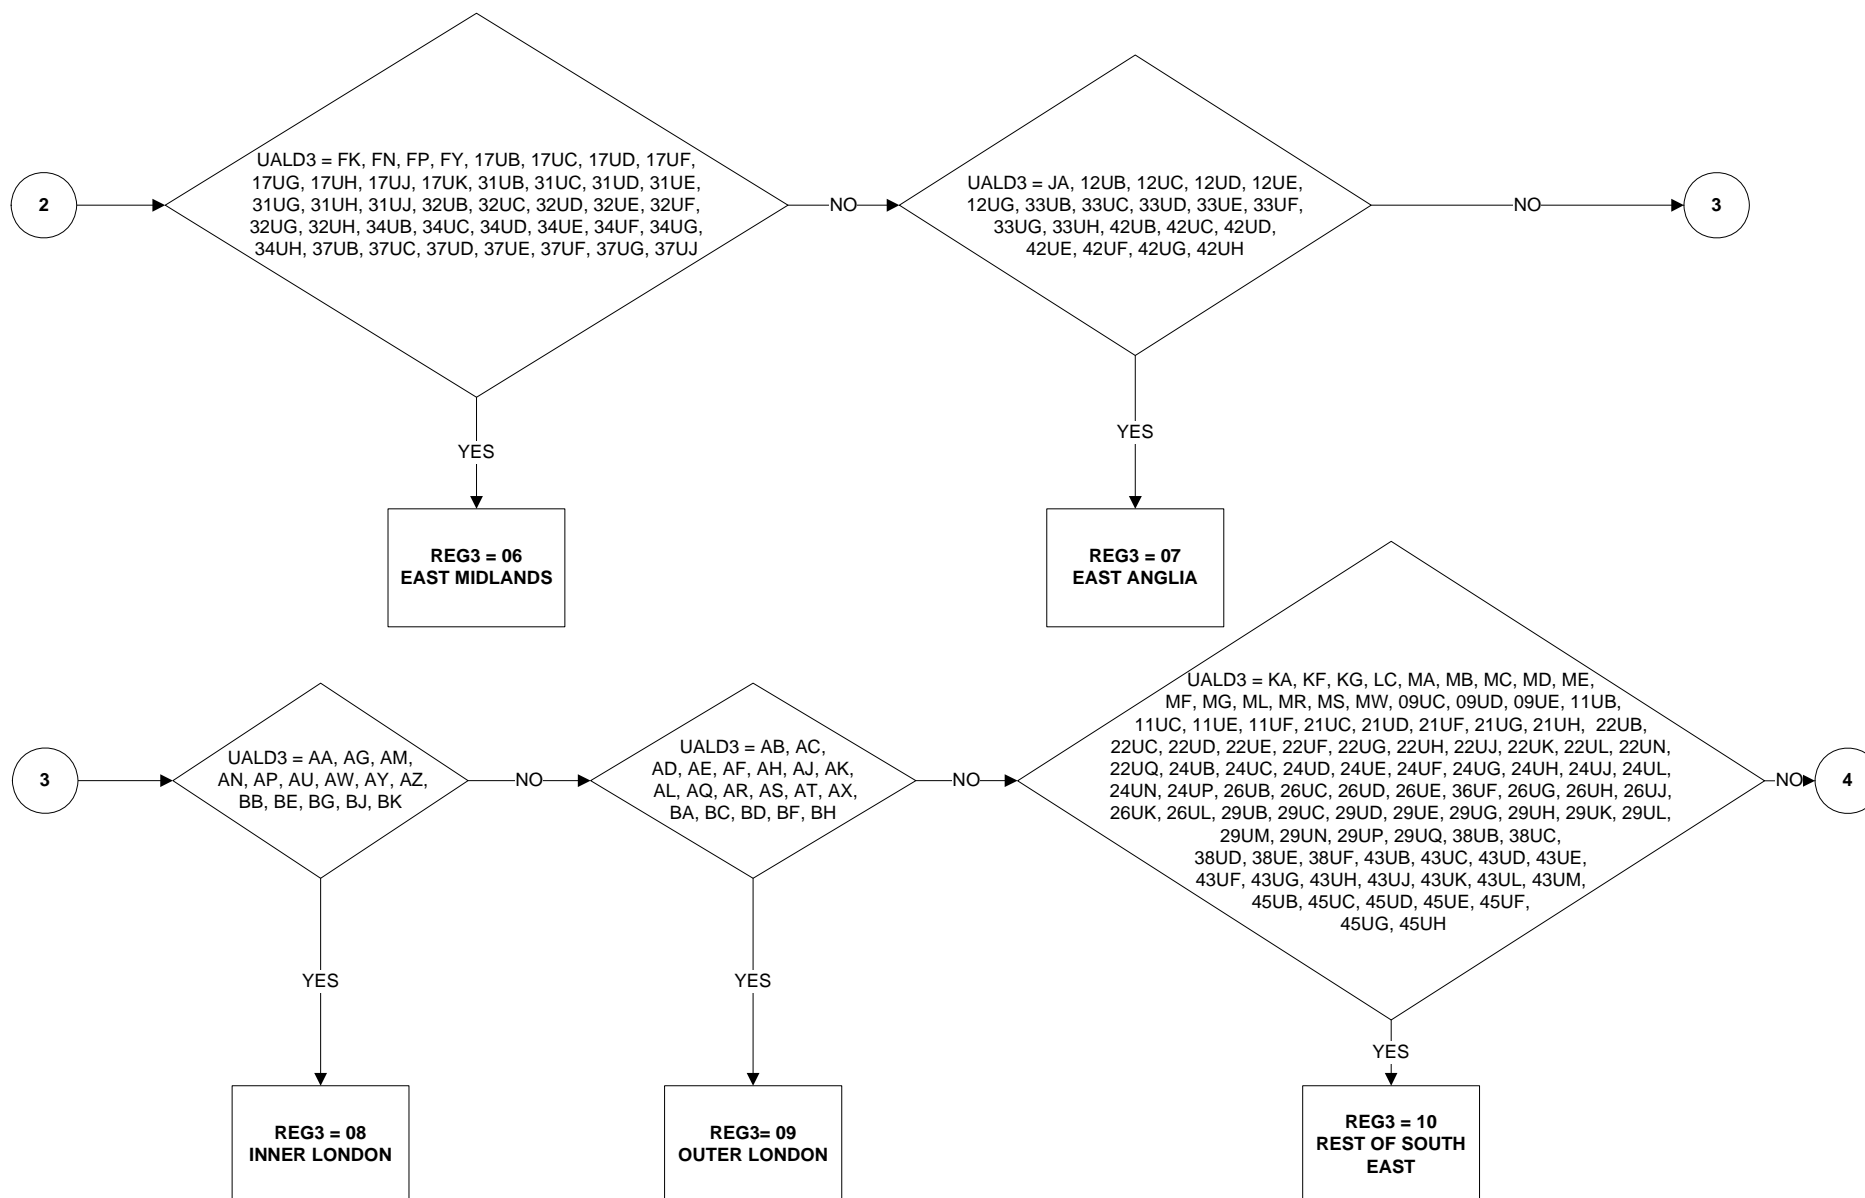 2
UALD3 = FK, FN, FP, FY, 17UB, 17UC, 17UD, 17UF,
17UG, 17UH, 17UJ, 17UK, 31UB, 31UC, 31UD, 31UE,
31UG, 31UH, 31UJ, 32UB, 32UC, 32UD, 32UE, 32UF,
32UG, 32UH, 34UB, 34UC, 34UD, 34UE, 34UF, 34UG,
34UH, 37UB, 37UC, 37UD, 37UE, 37UF, 37UG, 37UJ
NO
UALD3 = JA, 12UB, 12UC, 12UD, 12UE,
12UG, 33UB, 33UC, 33UD, 33UE, 33UF,
33UG, 33UH, 42UB, 42UC, 42UD,
42UE, 42UF, 42UG, 42UH
NO
3
YES
YES
REG3 = 06
EAST MIDLANDS
REG3 = 07
EAST ANGLIA
3
UALD3 = AA, AG, AM,
AN, AP, AU, AW, AY, AZ,
BB, BE, BG, BJ, BK
NO
UALD3 = AB, AC,
AD, AE, AF, AH, AJ, AK,
AL, AQ, AR, AS, AT, AX,
BA, BC, BD, BF, BH
NO
UALD3 = KA, KF, KG, LC, MA, MB, MC, MD, ME,
MF, MG, ML, MR, MS, MW, 09UC, 09UD, 09UE, 11UB,
11UC, 11UE, 11UF, 21UC, 21UD, 21UF, 21UG, 21UH, 22UB,
22UC, 22UD, 22UE, 22UF, 22UG, 22UH, 22UJ, 22UK, 22UL, 22UN,
22UQ, 24UB, 24UC, 24UD, 24UE, 24UF, 24UG, 24UH, 24UJ, 24UL,
24UN, 24UP, 26UB, 26UC, 26UD, 26UE, 36UF, 26UG, 26UH, 26UJ,
26UK, 26UL, 29UB, 29UC, 29UD, 29UE, 29UG, 29UH, 29UK, 29UL,
29UM, 29UN, 29UP, 29UQ, 38UB, 38UC,
38UD, 38UE, 38UF, 43UB, 43UC, 43UD, 43UE,
43UF, 43UG, 43UH, 43UJ, 43UK, 43UL, 43UM,
45UB, 45UC, 45UD, 45UE, 45UF,
45UG, 45UH
NO
4
YES
YES
YES
REG3 = 08
INNER LONDON
REG3= 09
OUTER LONDON
REG3 = 10
REST OF SOUTH
EAST